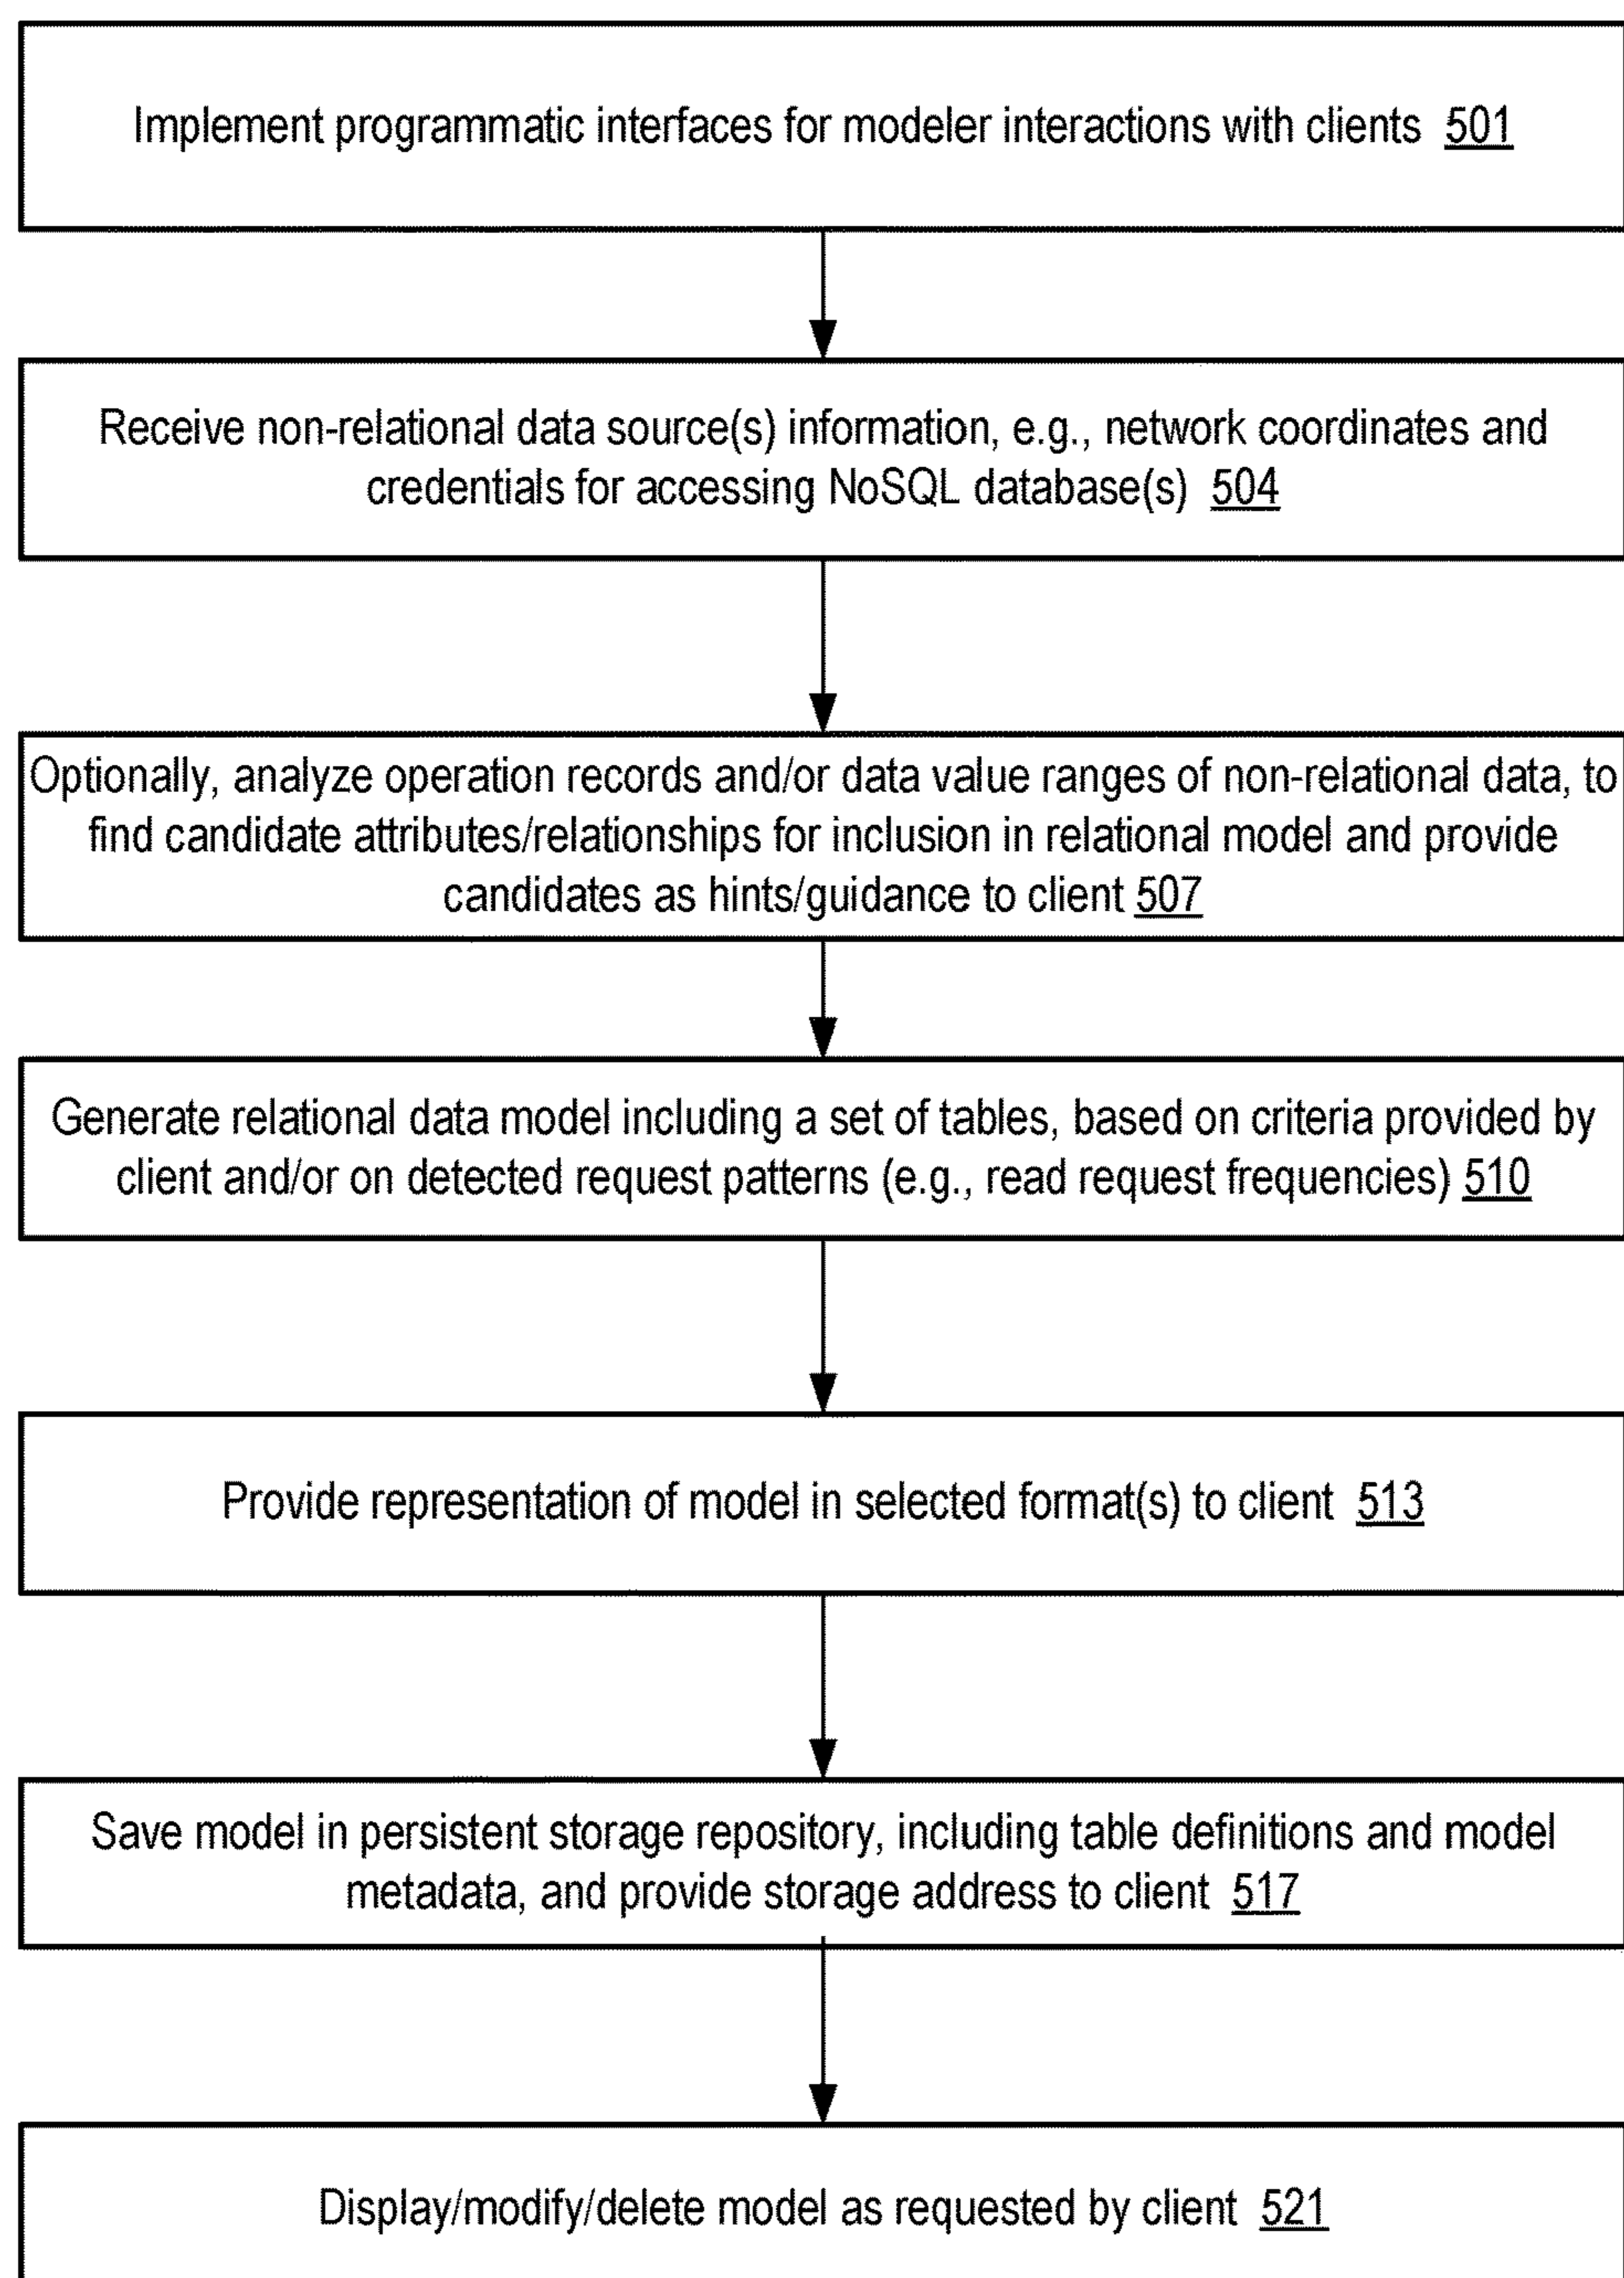 Implement programmatic interfaces for modeler interactions with clients 501
Receive non-relational data source(s) information, e.g., network coordinates and
credentials for accessing NoSQL database(s) 504
Optionally, analyze operation records and/or data value ranges of non-relational data, to
find candidate attributes/relationships for inclusion in relational model and provide
candidates as hints/guidance to client 507
Generate relational data model including a set of tables, based on criteria provided by
client and/or on detected request patterns (e.g., read request frequencies) 510
Provide representation of model in selected format(s) to client 513
Save model in persistent storage repository, including table definitions and model
metadata, and provide storage address to client 517
Display/modify/delete model as requested by client 521